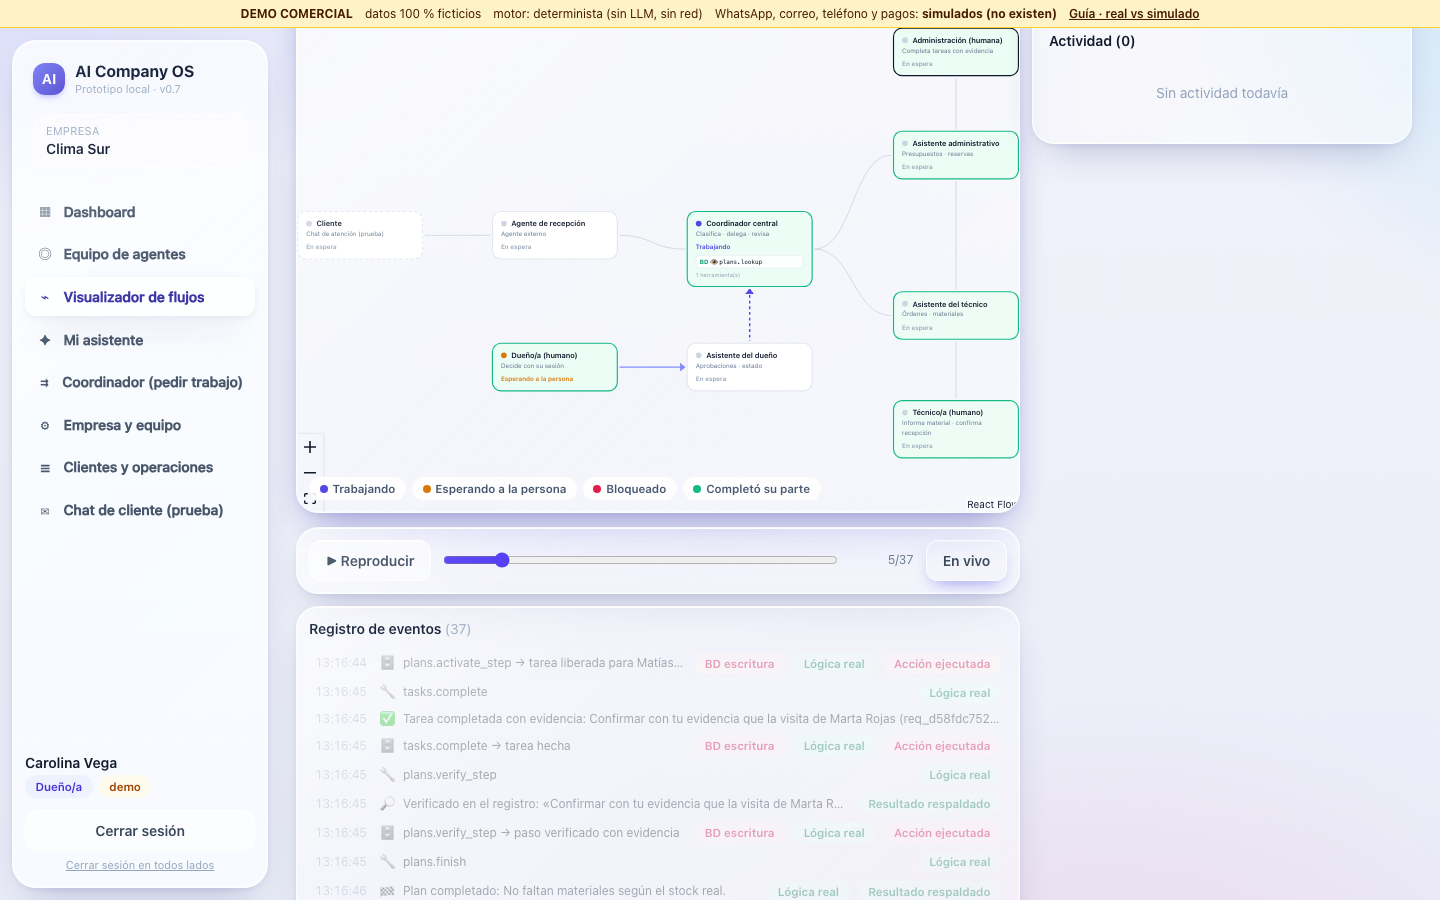 DEMO COMERCIAL datos 100 % ficticios motor: determinista (sin LLM, sin red) WhatsApp, correo, teléfono y pagos: simulados (no existen) Guía · real vs simulado
AI
AI Company OS
Prototipo local · v0.7
EMPRESA
Clima Sur
Dashboard
Equipo de agentes
Visualizador de flujos
Mi asistente
Coordinador (pedir trabajo)
Empresa y equipo
Clientes y operaciones
Chat de cliente (prueba)
Carolina Vega
Dueño/a demo
Cerrar sesión
Cerrar sesión en todos lados
Administración (humana)
Completa tareas con evidencia
En espera
Asistente administrativo
Presupuestos · reservas
En espera
Cliente
Chat de atención (prueba)
En espera
Agente de recepción
Agente externo
En espera
Coordinador central
Clasifica · delega · revisa
Trabajando
BD plans.lookup
1 herramienta(s)
Asistente del técnico
Órdenes · materiales
En espera
Dueño/a (humano)
Decide con su sesión
Esperando a la persona
Asistente del dueño
Aprobaciones · estado
En espera
Técnico/a (humano)
Informa material · confirma
recepción
En espera
Trabajando Esperando a la persona Bloqueado Completó su parte
React Flow
Reproducir 5/37 En vivo
Registro de eventos (37)
13:16:44 plans.activate_step → tarea liberada para Matías... BD escritura Lógica real Acción ejecutada
13:16:45 tasks.complete Lógica real
13:16:45 Tarea completada con evidencia: Confirmar con tu evidencia que la visita de Marta Rojas (req_d58fdc752...
13:16:45 tasks.complete → tarea hecha BD escritura Lógica real Acción ejecutada
13:16:45 plans.verify_step Lógica real
13:16:45 Verificado en el registro: «Confirmar con tu evidencia que la visita de Marta R... Resultado respaldado
13:16:45 plans.verify_step → paso verificado con evidencia BD escritura Lógica real Acción ejecutada
13:16:45 plans.finish Lógica real
13:16:46 Plan completado: No faltan materiales según el stock real. Lógica real Resultado respaldado
Actividad (0)
Sin actividad todavía